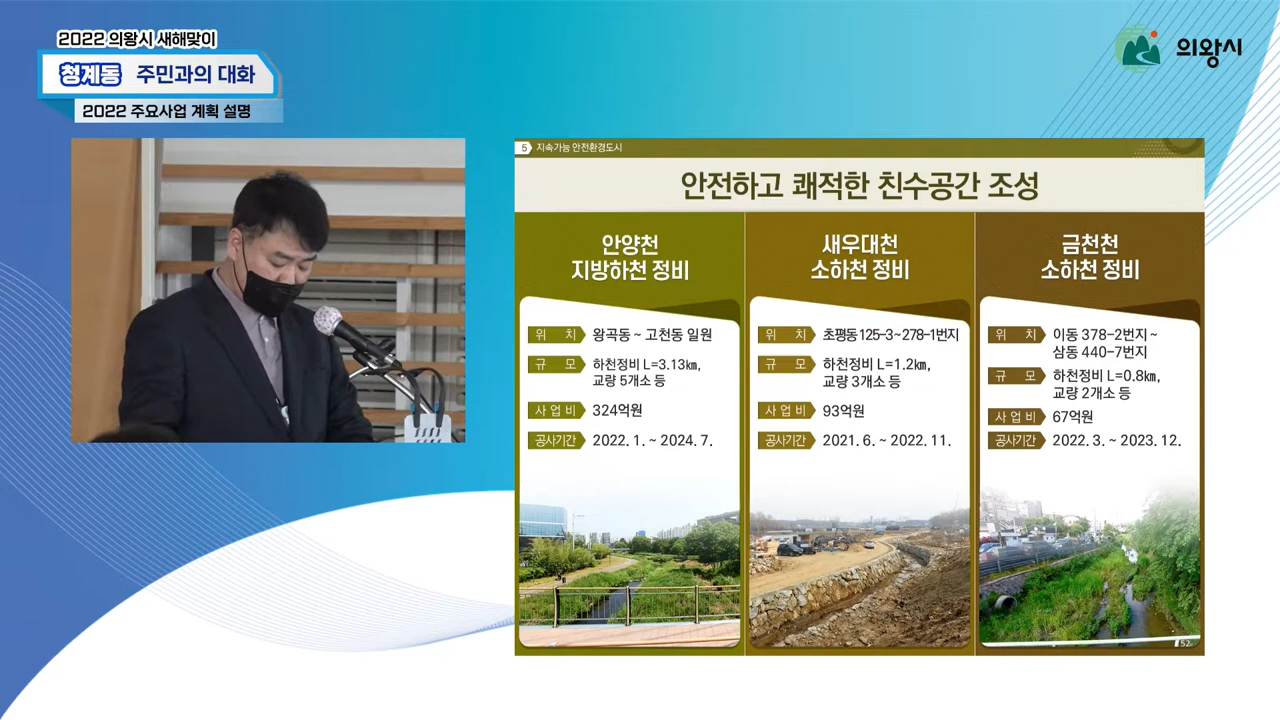 2022 의왕시 새해맞이
청계동 주민과의 대화
2022 주요사업 계획 설명
의왕시
5 지속가능 안전환경도시
안전하고 쾌적한 친수공간 조성
안양천
지방하천 정비
위 치 왕곡동 ~ 고천동 일원
규 모 하천정비 L=3.13㎞,
교량 5개소 등
사 업 비 324억원
공사기간 2022. 1. ~ 2024. 7.
새우대천
소하천 정비
위 치 초평동 125-3 ~ 278-1번지
규 모 하천정비 L=1.2㎞,
교량 3개소 등
사 업 비 93억원
공사기간 2021. 6. ~ 2022. 11.
금천천
소하천 정비
위 치 이동 378-2번지 ~
삼동 440-7번지
규 모 하천정비 L=0.8㎞,
교량 2개소 등
사 업 비 67억원
공사기간 2022. 3. ~ 2023. 12.
52